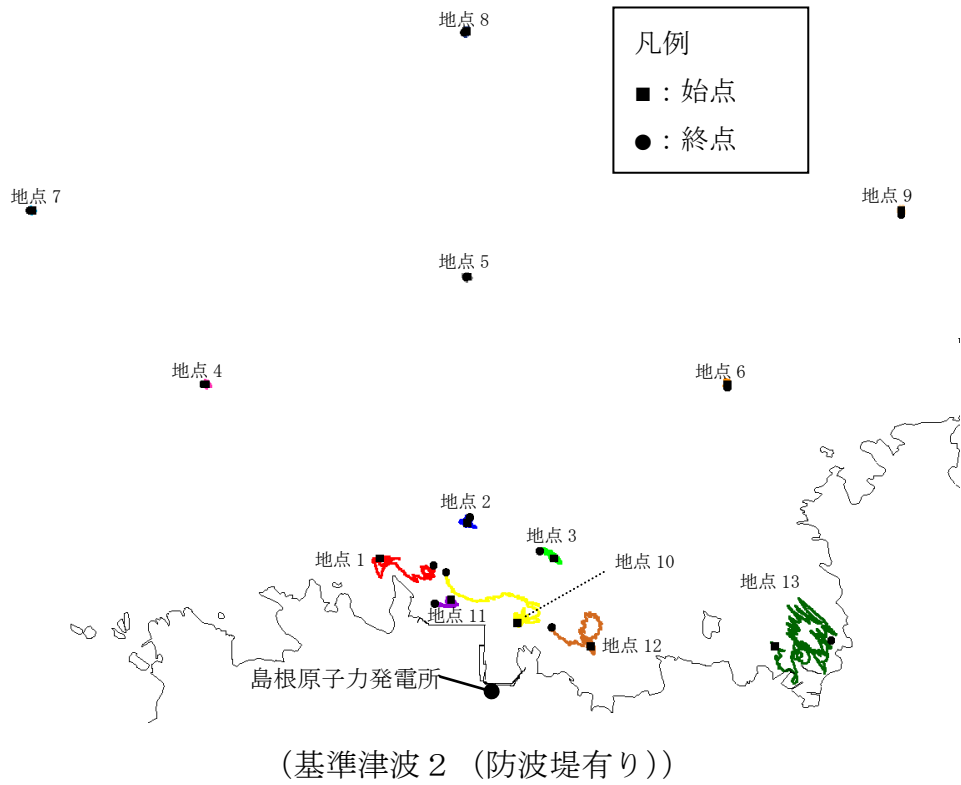 地点 8
凡例
■：始点
●：終点
地点 7
地点 9
地点 5
地点 4
地点 6
地点 2
地点 3
地点 1
地点 10
地点 13
地点 11
地点 12
島根原子力発電所
(基準津波２（防波堤有り))